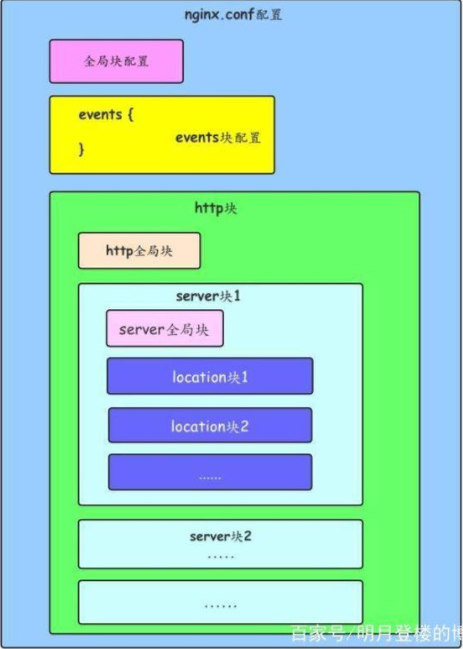 nginx.conf配置
全局块配置
events {
events块配置
}
http块
http全局块
server块1
server全局块
location块1
location块2
......
server块2
.....
......
百家号/明月登楼的博